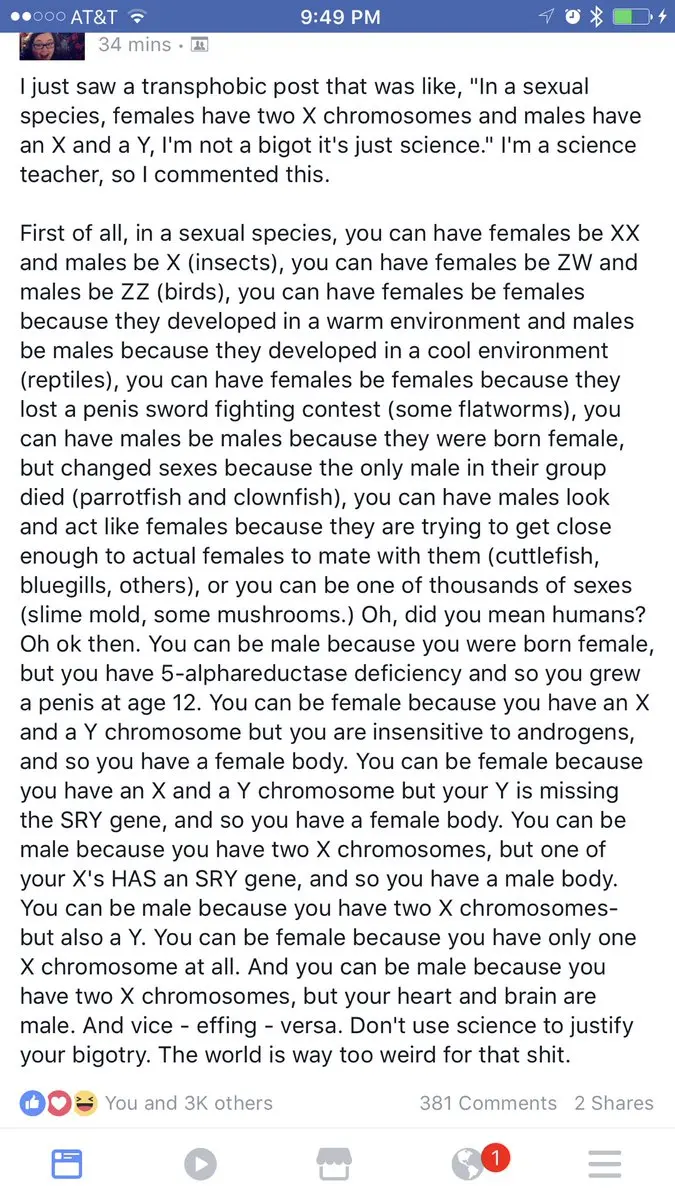 AT&T 9:49 PM
34 mins ·
I just saw a transphobic post that was like, "In a sexual
species, females have two X chromosomes and males have
an X and a Y, I'm not a bigot it's just science." I'm a science
teacher, so I commented this.
First of all, in a sexual species, you can have females be XX
and males be X (insects), you can have females be ZW and
males be ZZ (birds), you can have females be females
because they developed in a warm environment and males
be males because they developed in a cool environment
(reptiles), you can have females be females because they
lost a penis sword fighting contest (some flatworms), you
can have males be males because they were born female,
but changed sexes because the only male in their group
died (parrotfish and clownfish), you can have males look
and act like females because they are trying to get close
enough to actual females to mate with them (cuttlefish,
bluegills, others), or you can be one of thousands of sexes
(slime mold, some mushrooms.) Oh, did you mean humans?
Oh ok then. You can be male because you were born female,
but you have 5-alphareductase deficiency and so you grew
a penis at age 12. You can be female because you have an X
and a Y chromosome but you are insensitive to androgens,
and so you have a female body. You can be female because
you have an X and a Y chromosome but your Y is missing
the SRY gene, and so you have a female body. You can be
male because you have two X chromosomes, but one of
your X's HAS an SRY gene, and so you have a male body.
You can be male because you have two X chromosomes-
but also a Y. You can be female because you have only one
X chromosome at all. And you can be male because you
have two X chromosomes, but your heart and brain are
male. And vice - effing - versa. Don't use science to justify
your bigotry. The world is way too weird for that shit.
You and 3K others 381 Comments 2 Shares
1